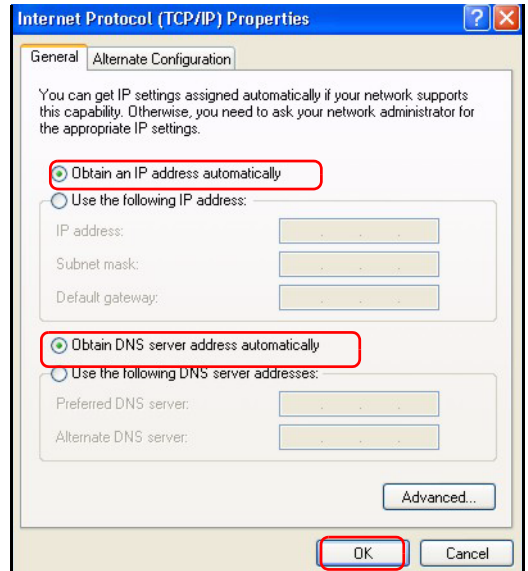 Internet Protocol (TCP/IP) Properties
General Alternate Configuration
You can get IP settings assigned automatically if your network supports
this capability. Otherwise, you need to ask your network administrator for
the appropriate IP settings.
Obtain an IP address automatically
Use the following IP address:
IP address:
Subnet mask:
Default gateway:
Obtain DNS server address automatically
Use the following DNS server addresses:
Preferred DNS server:
Alternate DNS server:
Advanced...
OK Cancel